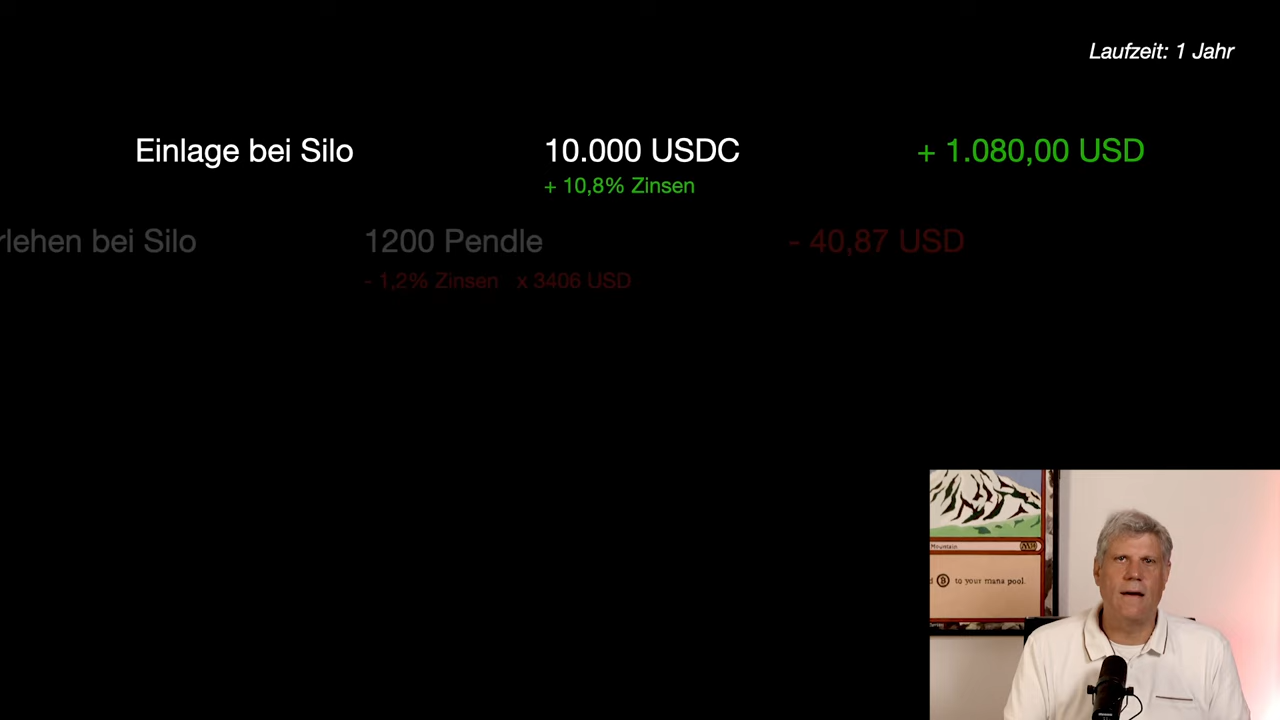 Laufzeit: 1 Jahr
Einlage bei Silo 10.000 USDC + 1.080,00 USD
+ 10,8% Zinsen
rlehen bei Silo 1200 Pendle - 40,87 USD
- 1,2% Zinsen x 3406 USD
Mountain
to your mana pool.